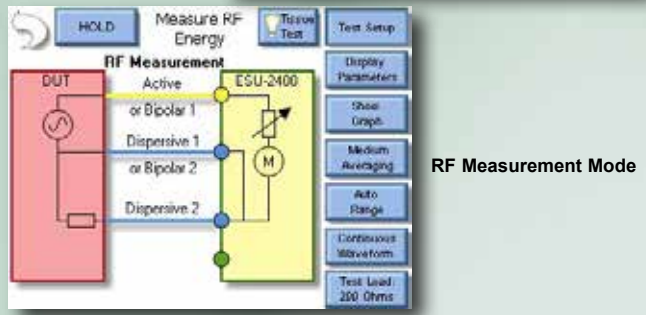 HOLD
Measure RF
Energy
Tissue
Test
Test Setup
RF Measurement
DUT
Active
ESU-2400
or Bipolar 1
Dispersive 1
or Bipolar 2
M
Dispersive 2
Display
Parameters
Show
Graph
Medium
Averaging
Auto
Range
Continuous
Waveform
Test Load:
200 Ohms
RF Measurement Mode